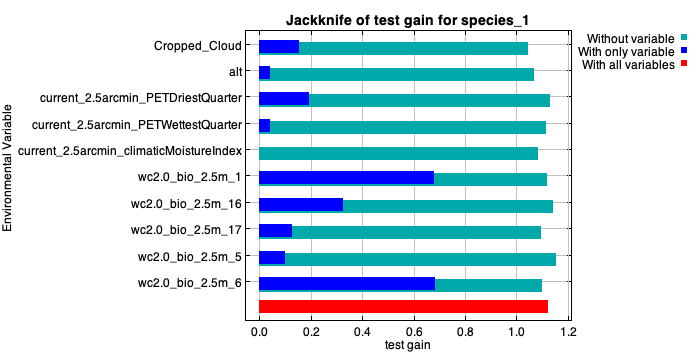 Jackknife of test gain for species_1
Without variable
With only variable
With all variables
Environmental Variable
Cropped_Cloud
alt
current_2.5arcmin_PETDriestQuarter
current_2.5arcmin_PETWettestQuarter
current_2.5arcmin_climaticMoistureIndex
wc2.0_bio_2.5m_1
wc2.0_bio_2.5m_16
wc2.0_bio_2.5m_17
wc2.0_bio_2.5m_5
wc2.0_bio_2.5m_6
0.0 0.2 0.4 0.6 0.8 1.0 1.2
test gain